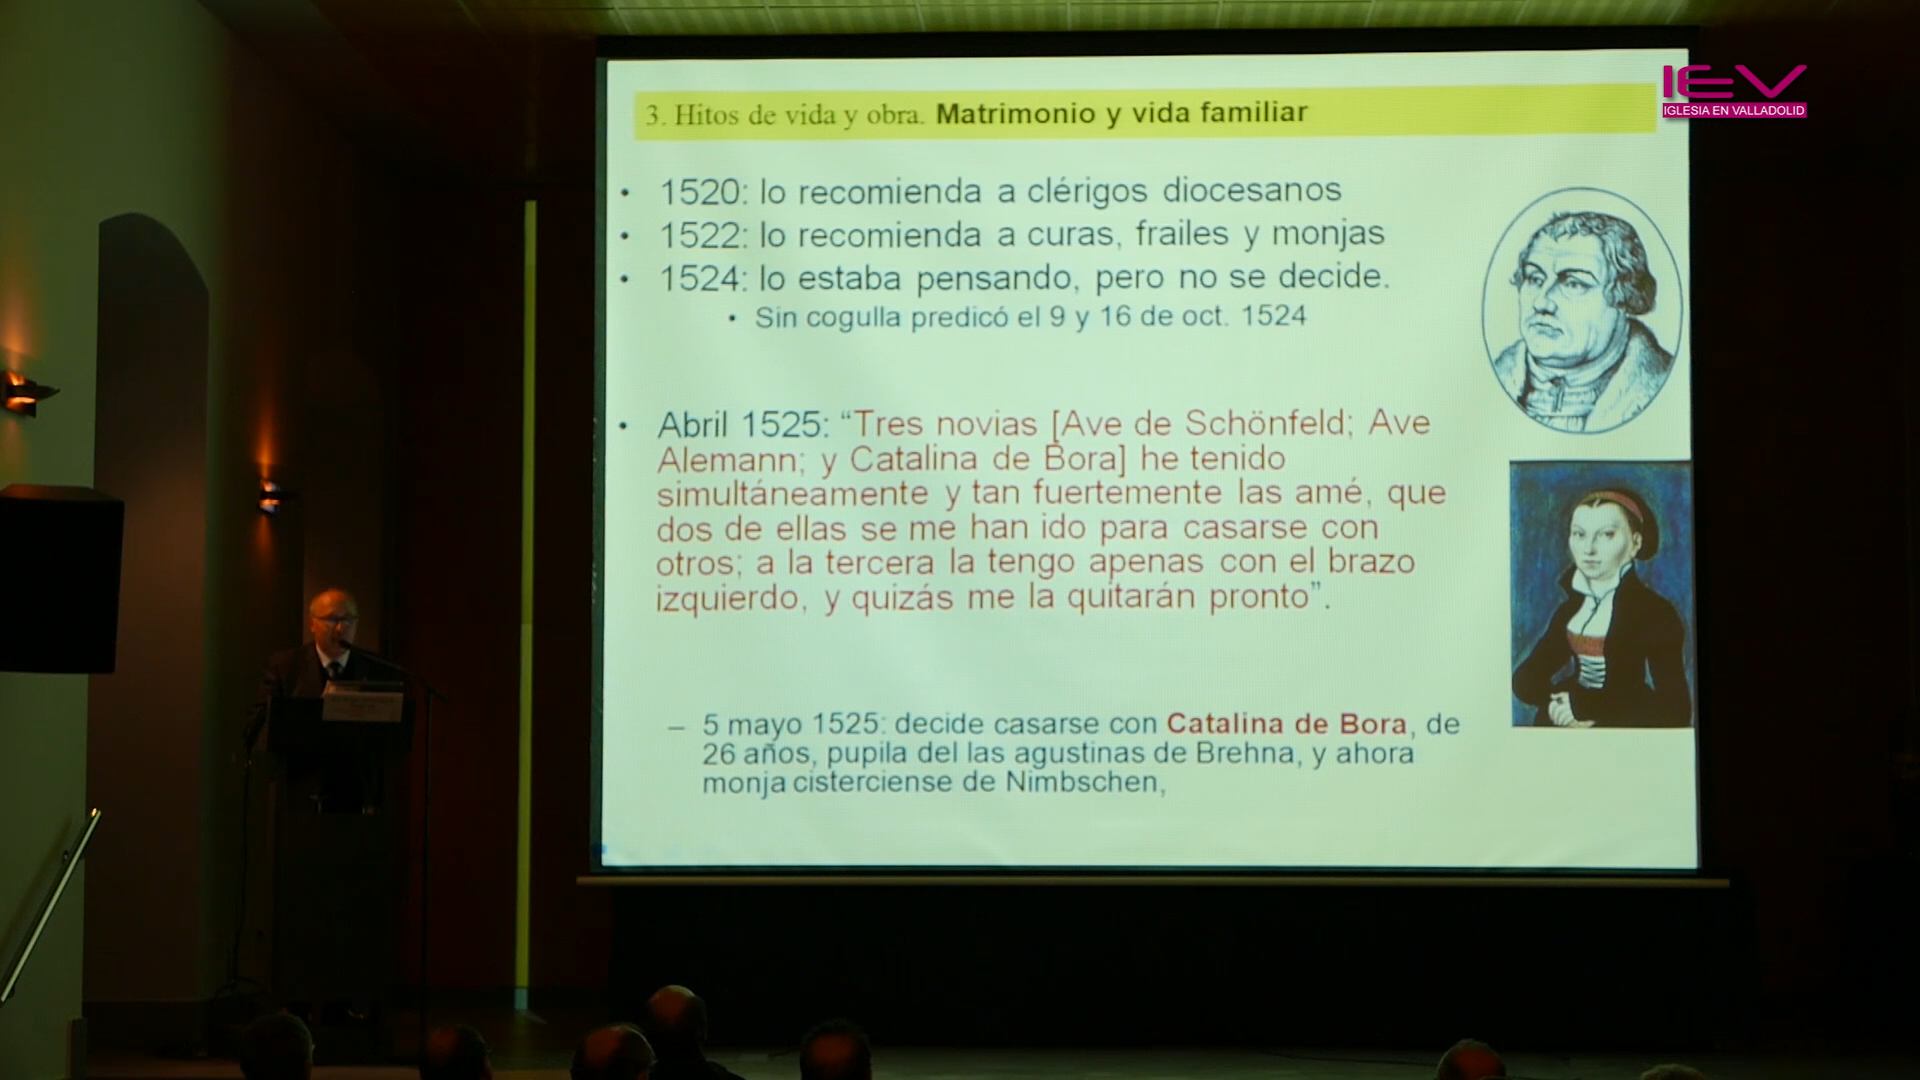 IEV
IGLESIA EN VALLADOLID
3. Hitos de vida y obra. Matrimonio y vida familiar
• 1520: lo recomienda a clérigos diocesanos
• 1522: lo recomienda a curas, frailes y monjas
• 1524: lo estaba pensando, pero no se decide.
• Sin cogulla predicó el 9 y 16 de oct. 1524
• Abril 1525: “Tres novias [Ave de Schönfeld; Ave
Alemann; y Catalina de Bora] he tenido
simultáneamente y tan fuertemente las amé, que
dos de ellas se me han ido para casarse con
otros; a la tercera la tengo apenas con el brazo
izquierdo, y quizás me la quitarán pronto”.
– 5 mayo 1525: decide casarse con Catalina de Bora, de
26 años, pupila del las agustinas de Brehna, y ahora
monja cisterciense de Nimbschen,